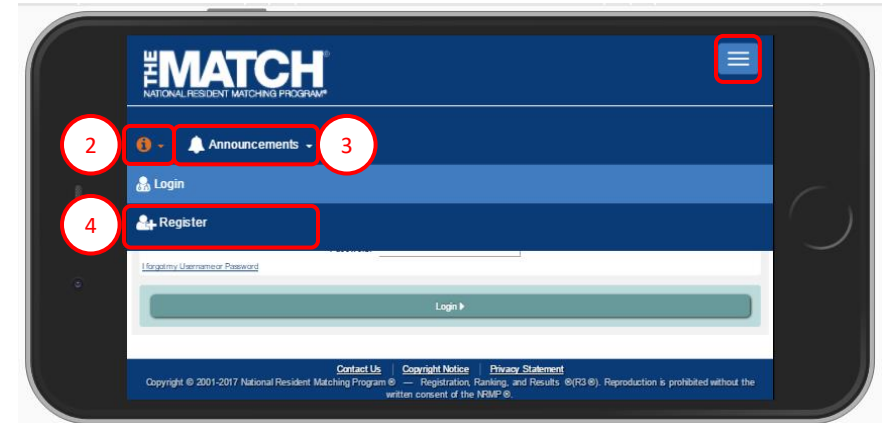 THE MATCH®
NATIONAL RESIDENT MATCHING PROGRAM®
2
Announcements
3
Login
4
Register
I forgot my Username or Password
Login
Contact Us | Copyright Notice | Privacy Statement
Copyright © 2001-2017 National Resident Matching Program ® — Registration, Ranking, and Results ®(R3 ®). Reproduction is prohibited without the
written consent of the NRMP ®.